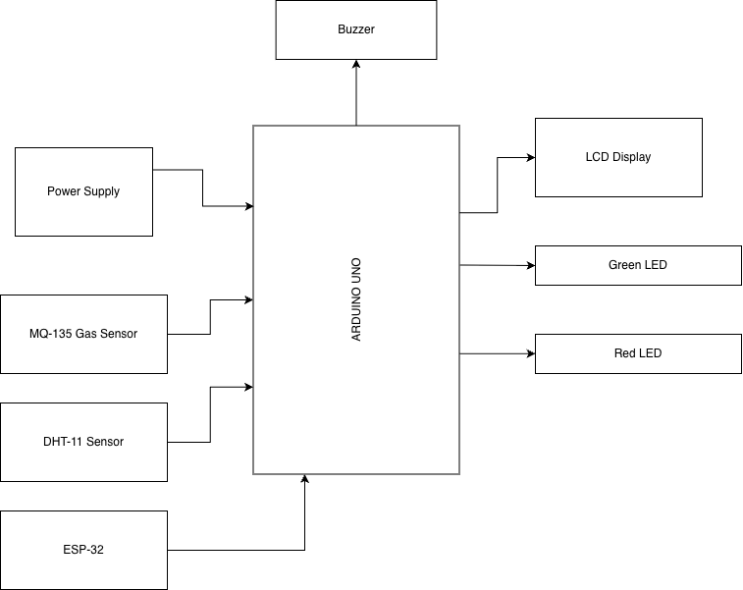 Buzzer
Power Supply
LCD Display
ARDUINO UNO
Green LED
MQ-135 Gas Sensor
Red LED
DHT-11 Sensor
ESP-32